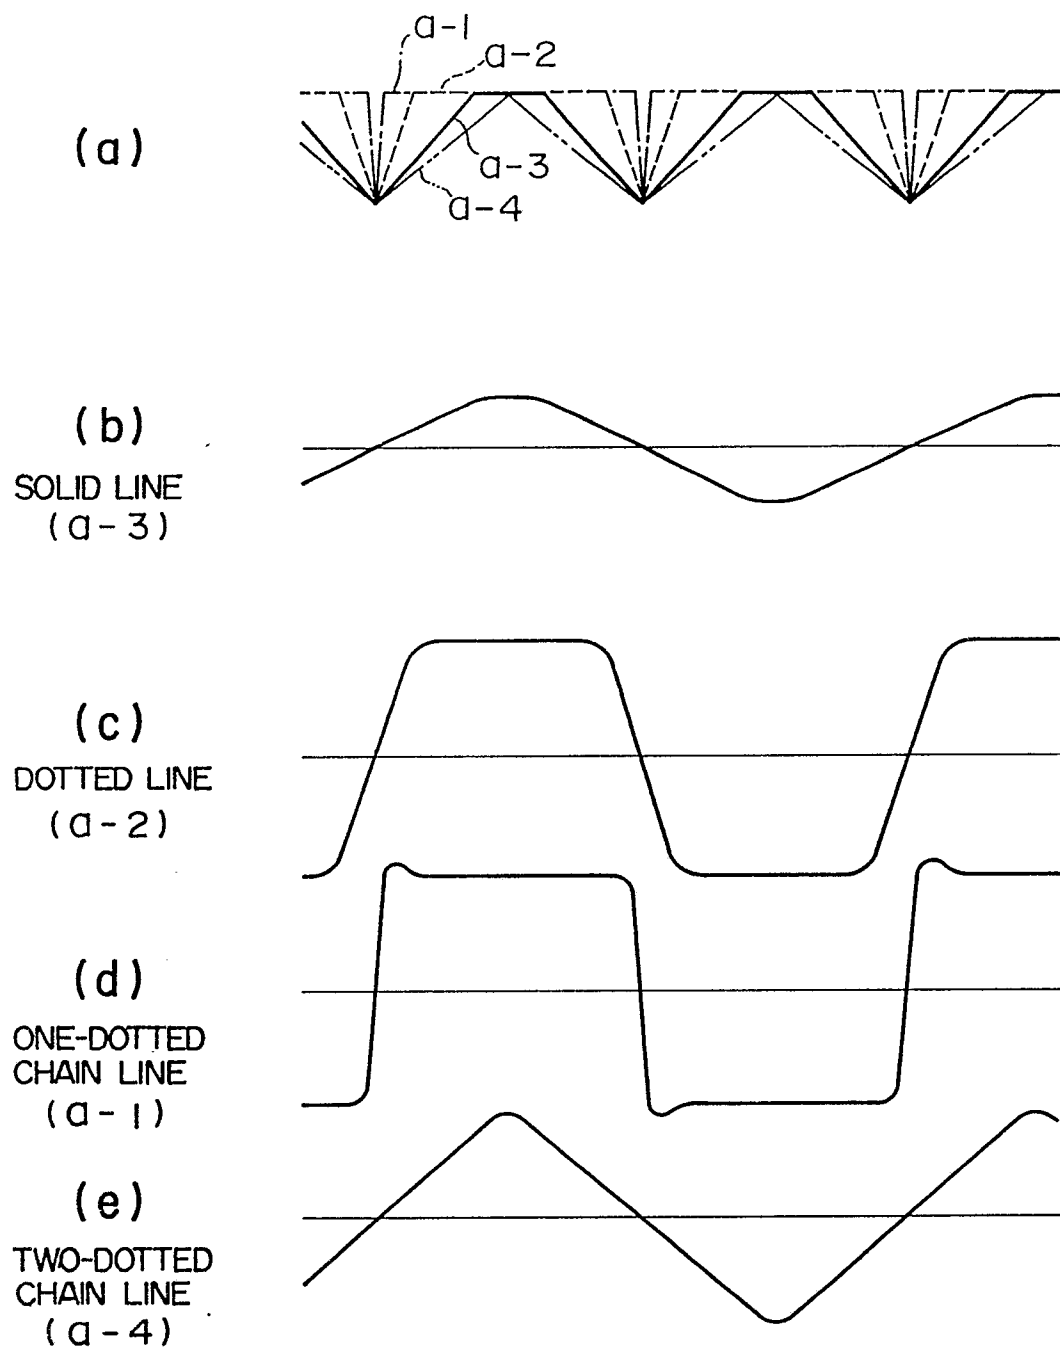 a-1
a-2
(a)
a-3
a-4
(b)
SOLID LINE
(a-3)
(c)
DOTTED LINE
(a-2)
(d)
ONE-DOTTED
CHAIN LINE
(a-1)
(e)
TWO-DOTTED
CHAIN LINE
(a-4)